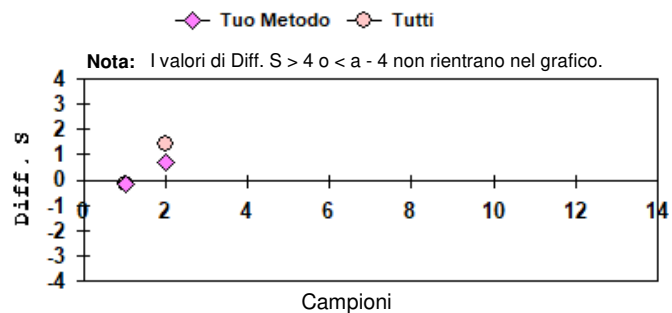 Tuo Metodo Tutti
Nota: I valori di Diff. S > 4 o < a - 4 non rientrano nel grafico.
4
3
2
1
0
-1
-2
-3
-4
Diff. S
0 2 4 6 8 10 12 14
Campioni